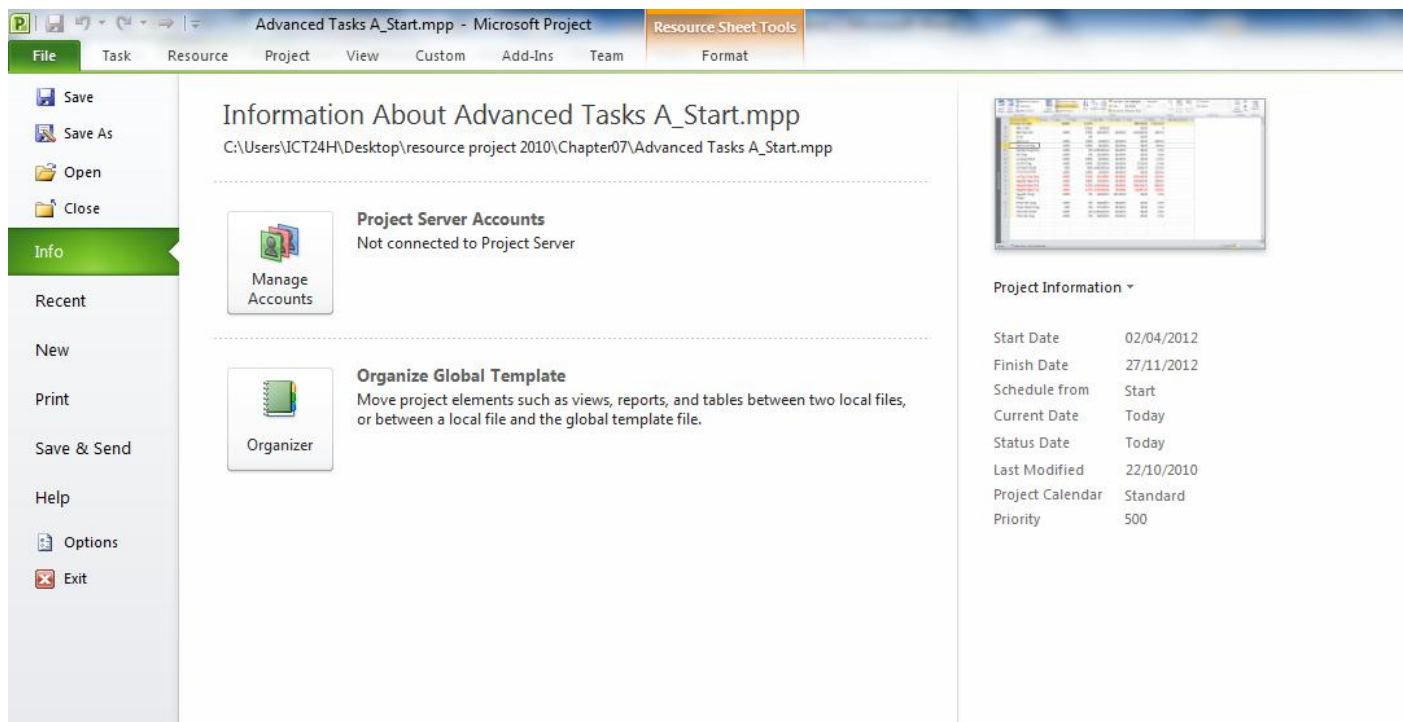 Advanced Tasks A_Start.mpp - Microsoft Project
Resource Sheet Tools
File Task Resource Project View Custom Add-Ins Team Format
Save
Save As
Open
Close
Info
Recent
New
Print
Save & Send
Help
Options
Exit
Information About Advanced Tasks A_Start.mpp
C:\Users\ICT24H\Desktop\resource project 2010\Chapter07\Advanced Tasks A_Start.mpp
Manage
Accounts
Project Server Accounts
Not connected to Project Server
Organizer
Organize Global Template
Move project elements such as views, reports, and tables between two local files,
or between a local file and the global template file.
Project Information
Start Date 02/04/2012
Finish Date 27/11/2012
Schedule from Start
Current Date Today
Status Date Today
Last Modified 22/10/2010
Project Calendar Standard
Priority 500